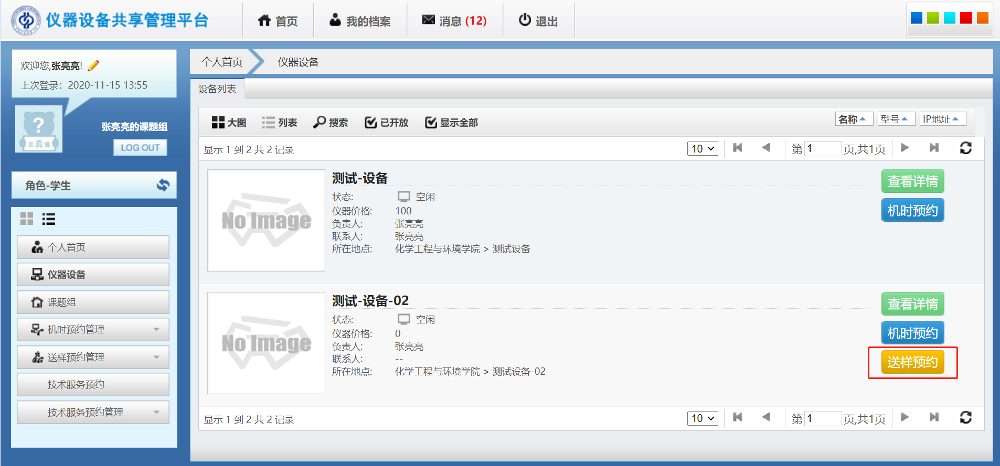 仪器设备共享管理平台
首页
我的档案
消息 (12)
退出
欢迎您,张亮亮!
上次登录：2020-11-15 13:55
?
求真像
张亮亮的课题组
LOG OUT
角色-学生
个人首页
仪器设备
课题组
机时预约管理
送样预约管理
技术服务预约
技术服务预约管理
个人首页 仪器设备
设备列表
大图 列表 搜索 已开放 显示全部
名称 型号 IP地址
显示 1 到 2 共 2 记录
10 第 1 页,共1页
No Image
测试-设备
状态: 空闲
仪器价格: 100
负责人: 张亮亮
联系人: 张亮亮
所在地点: 化学工程与环境学院 > 测试设备
查看详情
机时预约
No Image
测试-设备-02
状态: 空闲
仪器价格: 0
负责人: 张亮亮
联系人: --
所在地点: 化学工程与环境学院 > 测试设备-02
查看详情
机时预约
送样预约
显示 1 到 2 共 2 记录
10 第 1 页,共1页